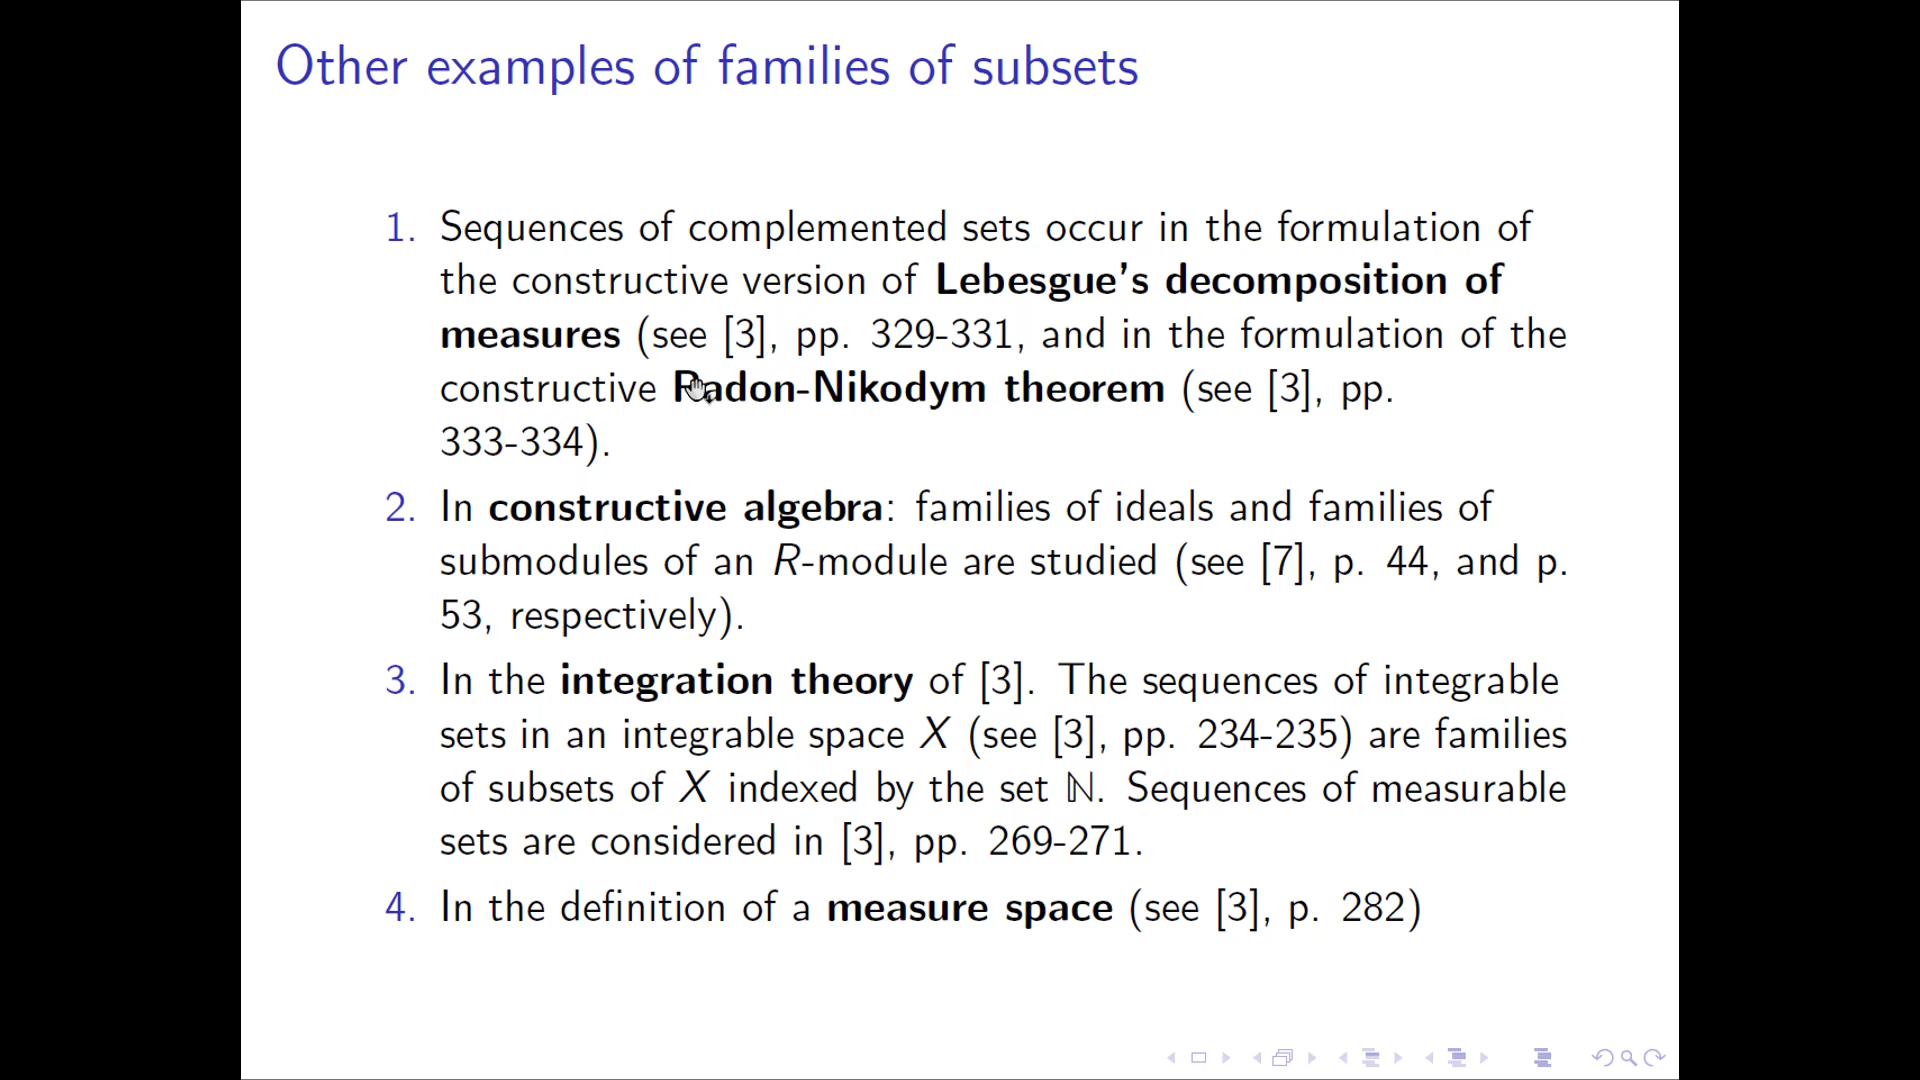 Other examples of families of subsets
1. Sequences of complemented sets occur in the formulation of
the constructive version of Lebesgue's decomposition of
measures (see [3], pp. 329-331, and in the formulation of the
constructive Radon-Nikodym theorem (see [3], pp.
333-334).
2. In constructive algebra: families of ideals and families of
submodules of an R-module are studied (see [7], p. 44, and p.
53, respectively).
3. In the integration theory of [3]. The sequences of integrable
sets in an integrable space X (see [3], pp. 234-235) are families
of subsets of X indexed by the set ℕ. Sequences of measurable
sets are considered in [3], pp. 269-271.
4. In the definition of a measure space (see [3], p. 282)